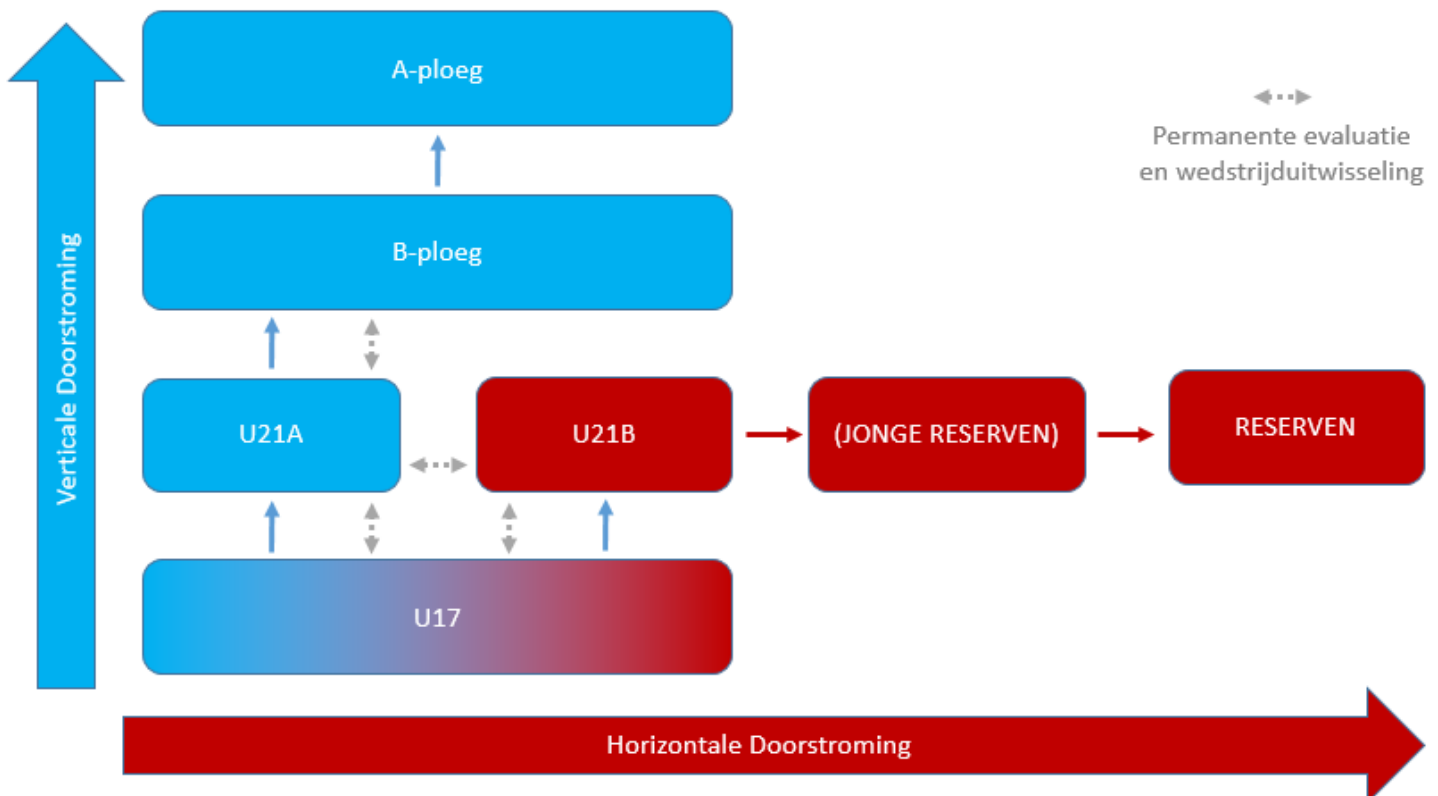 A-ploeg
Permanente evaluatie
en wedstrijduitwisseling
B-ploeg
Verticale Doorstroming
U21A
U21B
(JONGE RESERVEN)
RESERVEN
U17
Horizontale Doorstroming